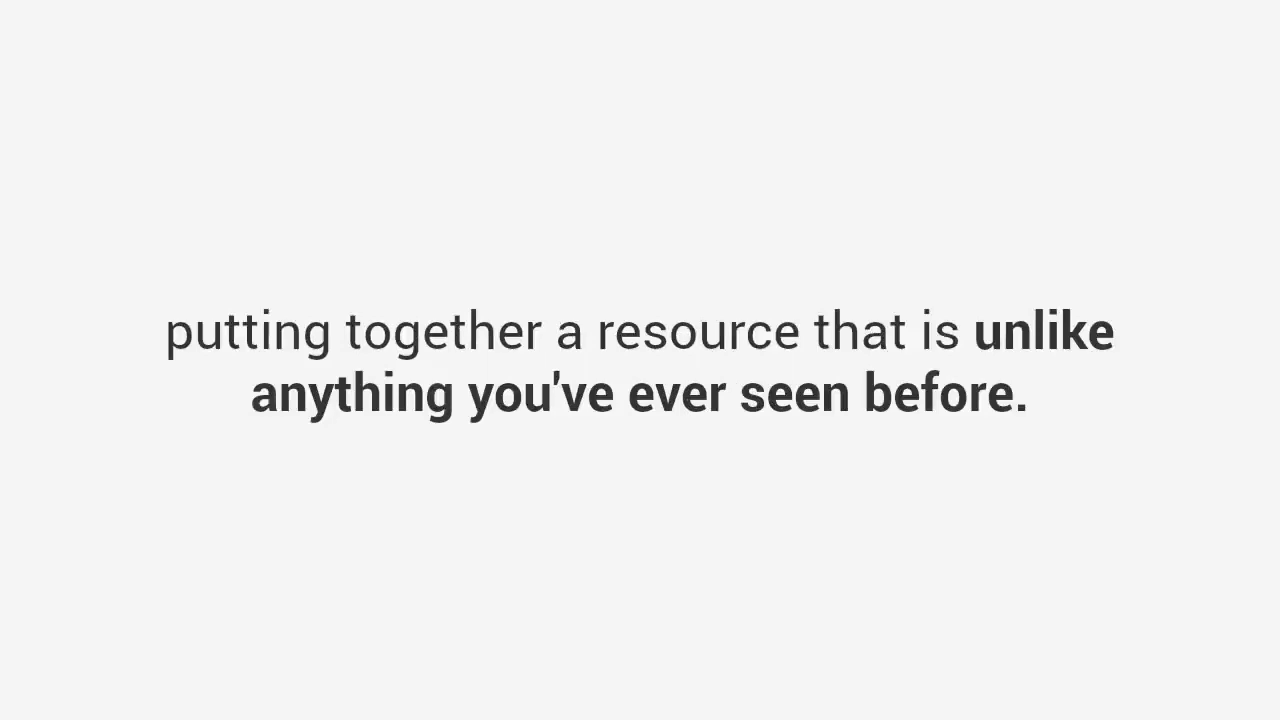 putting together a resource that is unlike
anything you've ever seen before.